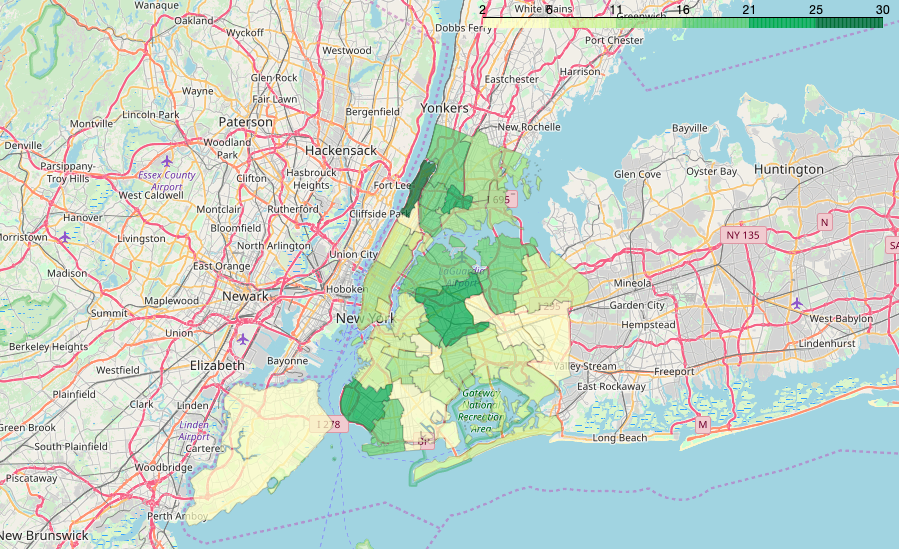 Wanaque
White Plains
2
6
11
16
21
25
30
Oakland
Dobbs Ferry
Greenwich
Wyckoff
Port Chester
Westwood
Glen Rock
Eastchester
Harrison
Wayne
Fair Lawn
Yonkers
Lincoln Park
Bergenfield
Montville
Paterson
New Rochelle
Bayville
Denville
Woodland
Park
Hackensack
Parsippany-
Troy Hills
Essex County
Airport
Clifton
Hasbrouck
Heights
Fort Lee
Glen Cove
Oyster Bay
Huntington
West Caldwell
I 695
Hanover
Montclair
Rutherford
Cliffside Park
Morristown
Livingston
Bloomfield
North Arlington
N
NY 135
SA
East Orange
Union City
Madison
LaGuardia
Airport
Mineola
Maplewood
Newark
Hoboken
Garden City
Summit
Union
New York
I 295
Hempstead
West Babylon
Berkeley Heights
Lindenhurst
Elizabeth
Bayonne
Valley Stream
Freeport
Westfield
East Rockaway
Plainfield
Clark
Linden
Gateway
National
Recreation
Area
Green Brook
Linden
Airport
I 278
M
South Plainfield
Carteret
BP
Long Beach
Woodbridge
Piscataway
Perth Amboy
New Brunswick